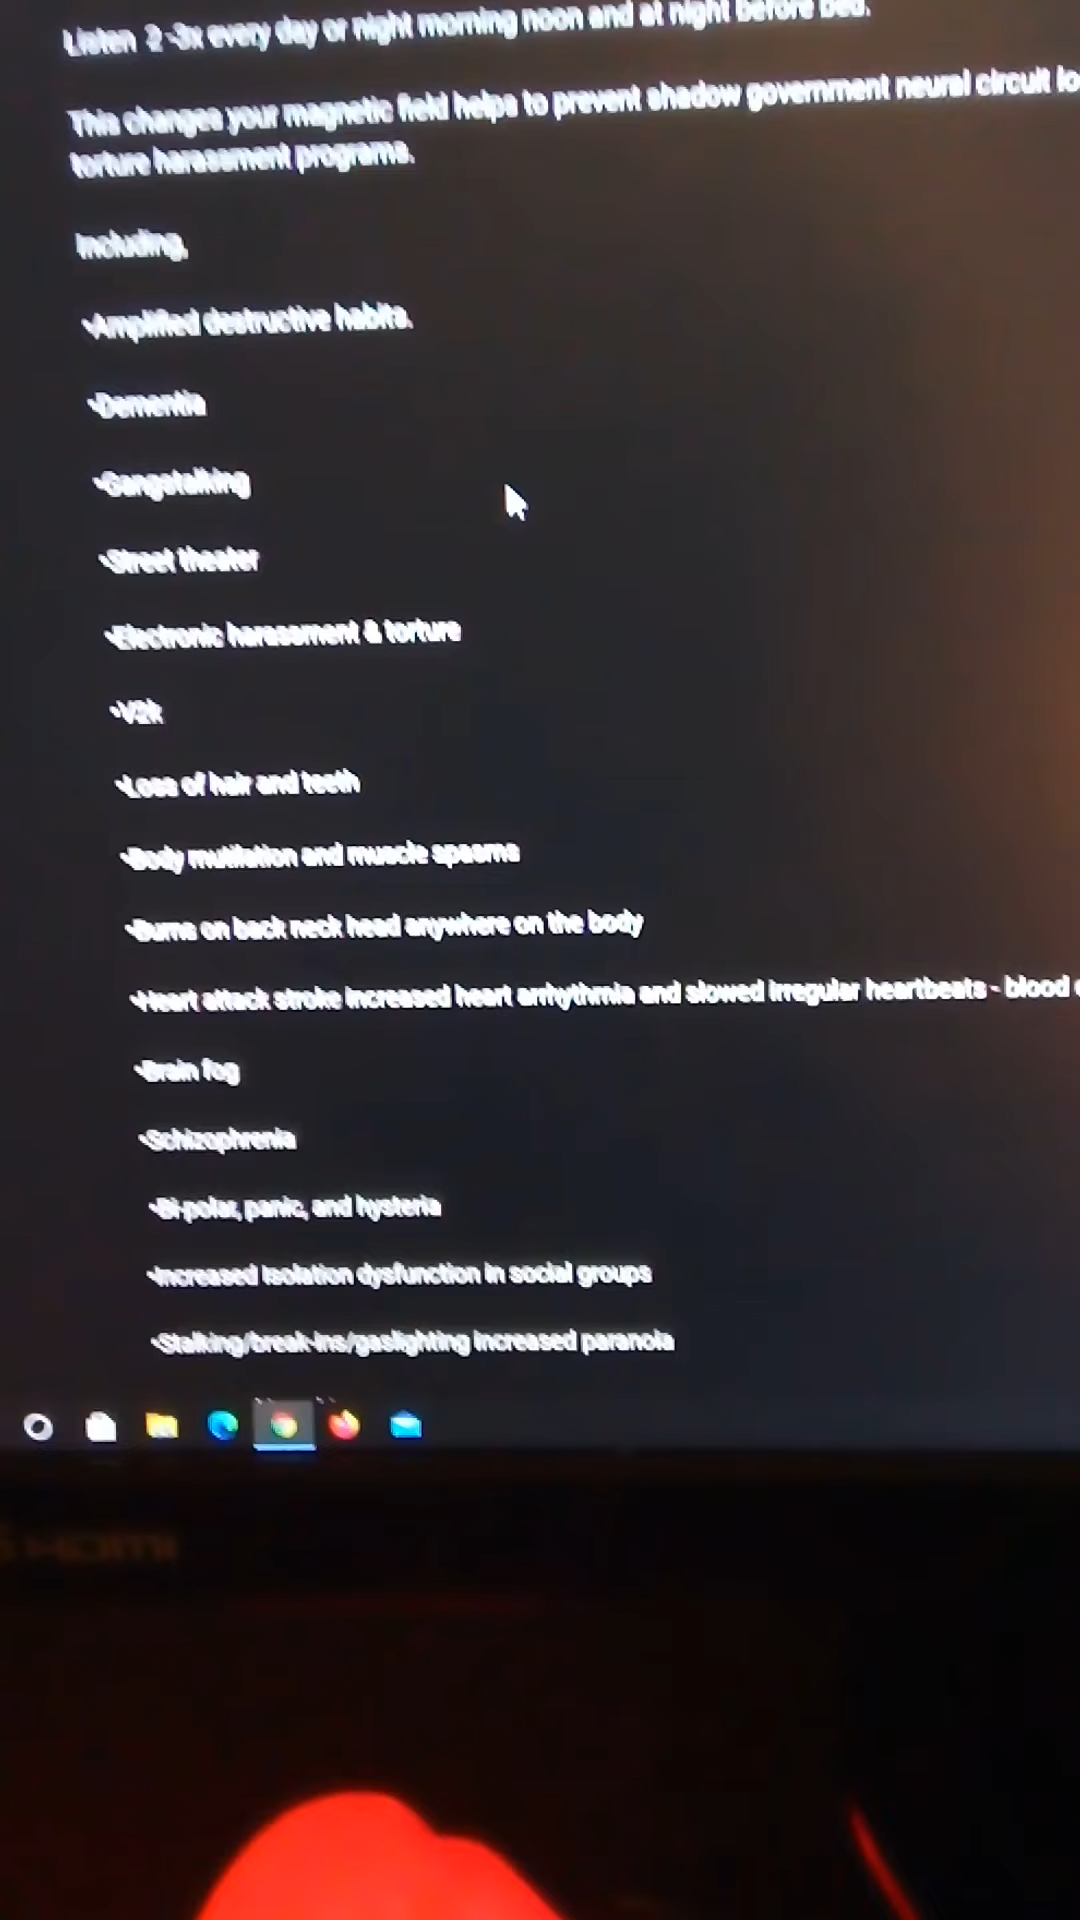 Listen 2-3x every day or night morning noon and at night before bed.
This changes your magnetic field helps to prevent shadow government neural circuit lo
torture harassment programs.
Including,
•Amplified destructive habits.
•Dementia
•Gangstalking
•Street theater
•Electronic harassment & torture
•V2k
•Loss of hair and teeth
•Body mutilation and muscle spasms
•Burns on back neck head anywhere on the body
•Heart attack stroke increased heart arrhythmia and slowed irregular heartbeats - blood
•Brain fog
•Schizophrenia
•Bi-polar, panic, and hysteria
•Increased isolation dysfunction in social groups
•Stalking/break-ins/gaslighting increased paranoia
HDMI